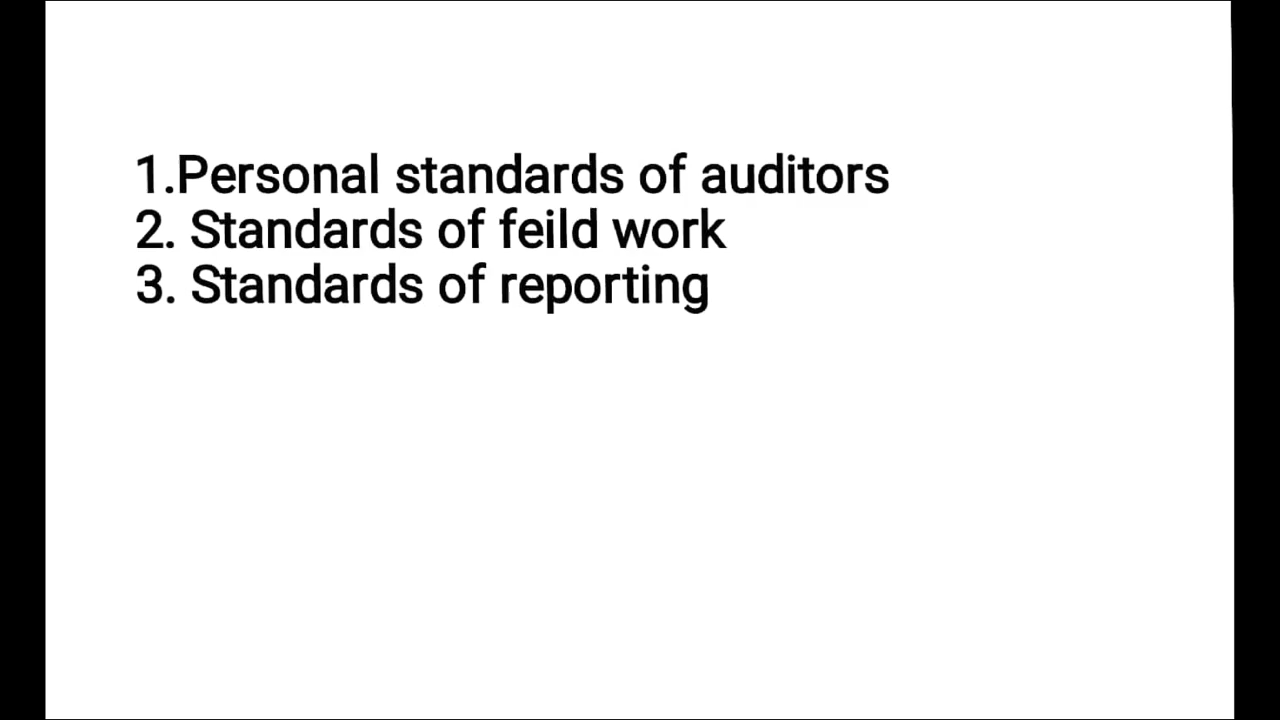 1.Personal standards of auditors
2. Standards of feild work
3. Standards of reporting